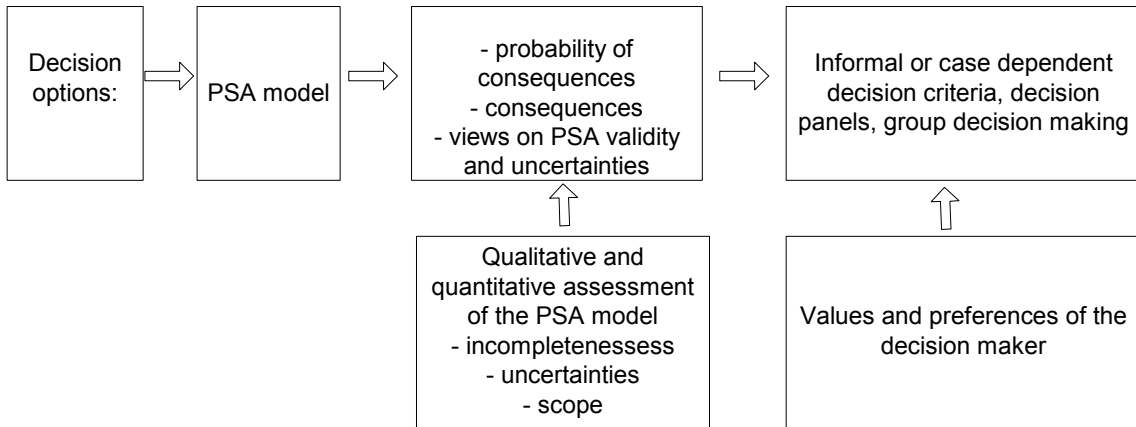 Decision
options:
PSA model
- probability of
consequences
- consequences
- views on PSA validity
and uncertainties
Informal or case dependent
decision criteria, decision
panels, group decision making
Qualitative and
quantitative assessment
of the PSA model
- incompletenessess
- uncertainties
- scope
Values and preferences of the
decision maker